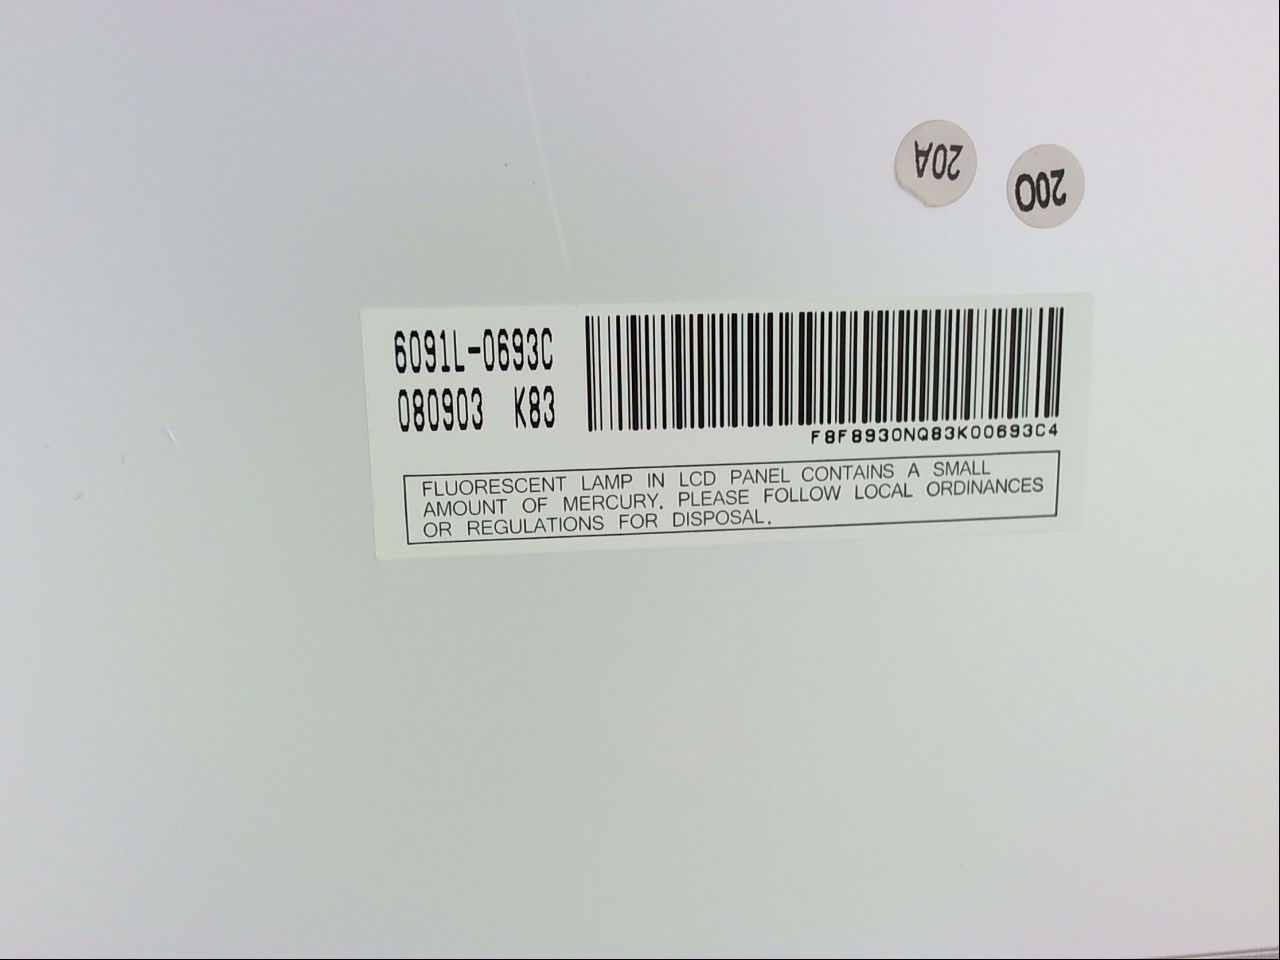 20A
20O
6091L-0693C
080903 K83
F8F8930NQ83K00693C4
FLUORESCENT LAMP IN LCD PANEL CONTAINS A SMALL
AMOUNT OF MERCURY. PLEASE FOLLOW LOCAL ORDINANCES
OR REGULATIONS FOR DISPOSAL.